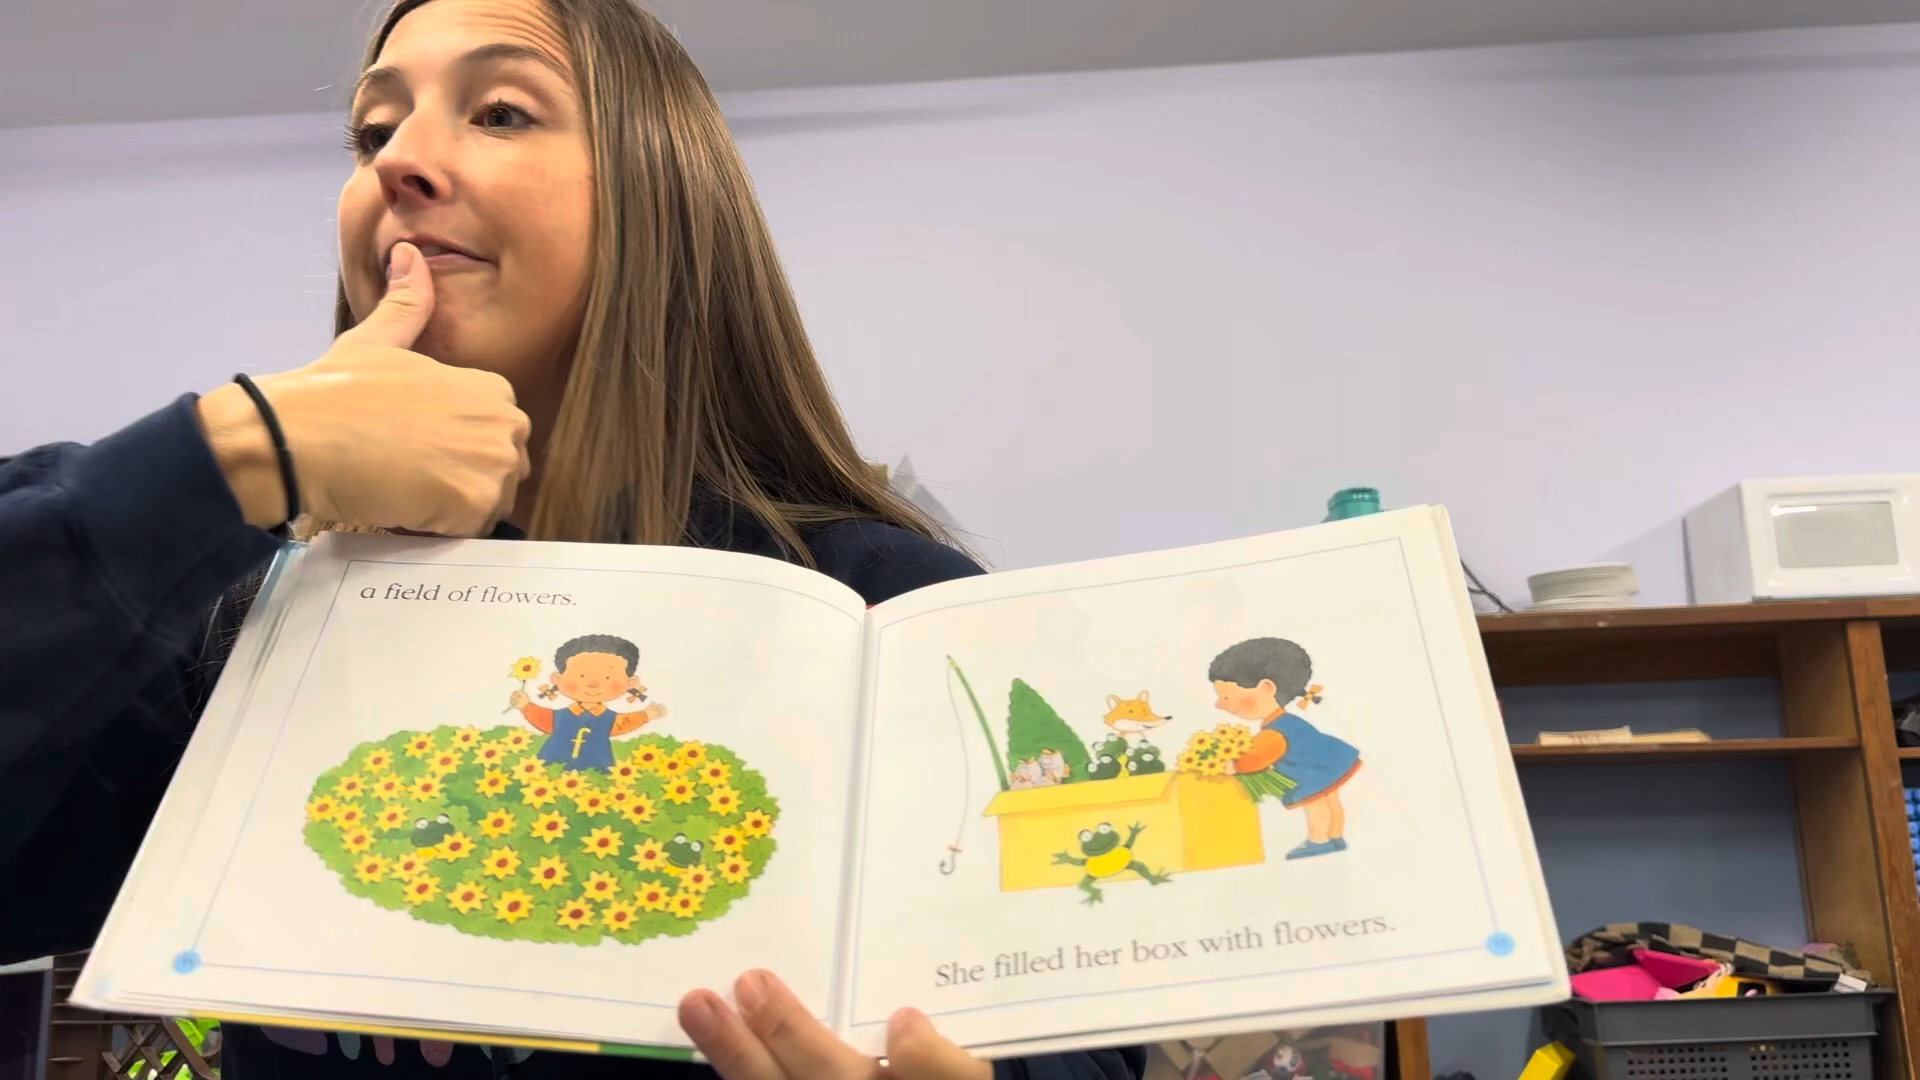 a field of flowers.
f
She filled her box with flowers.